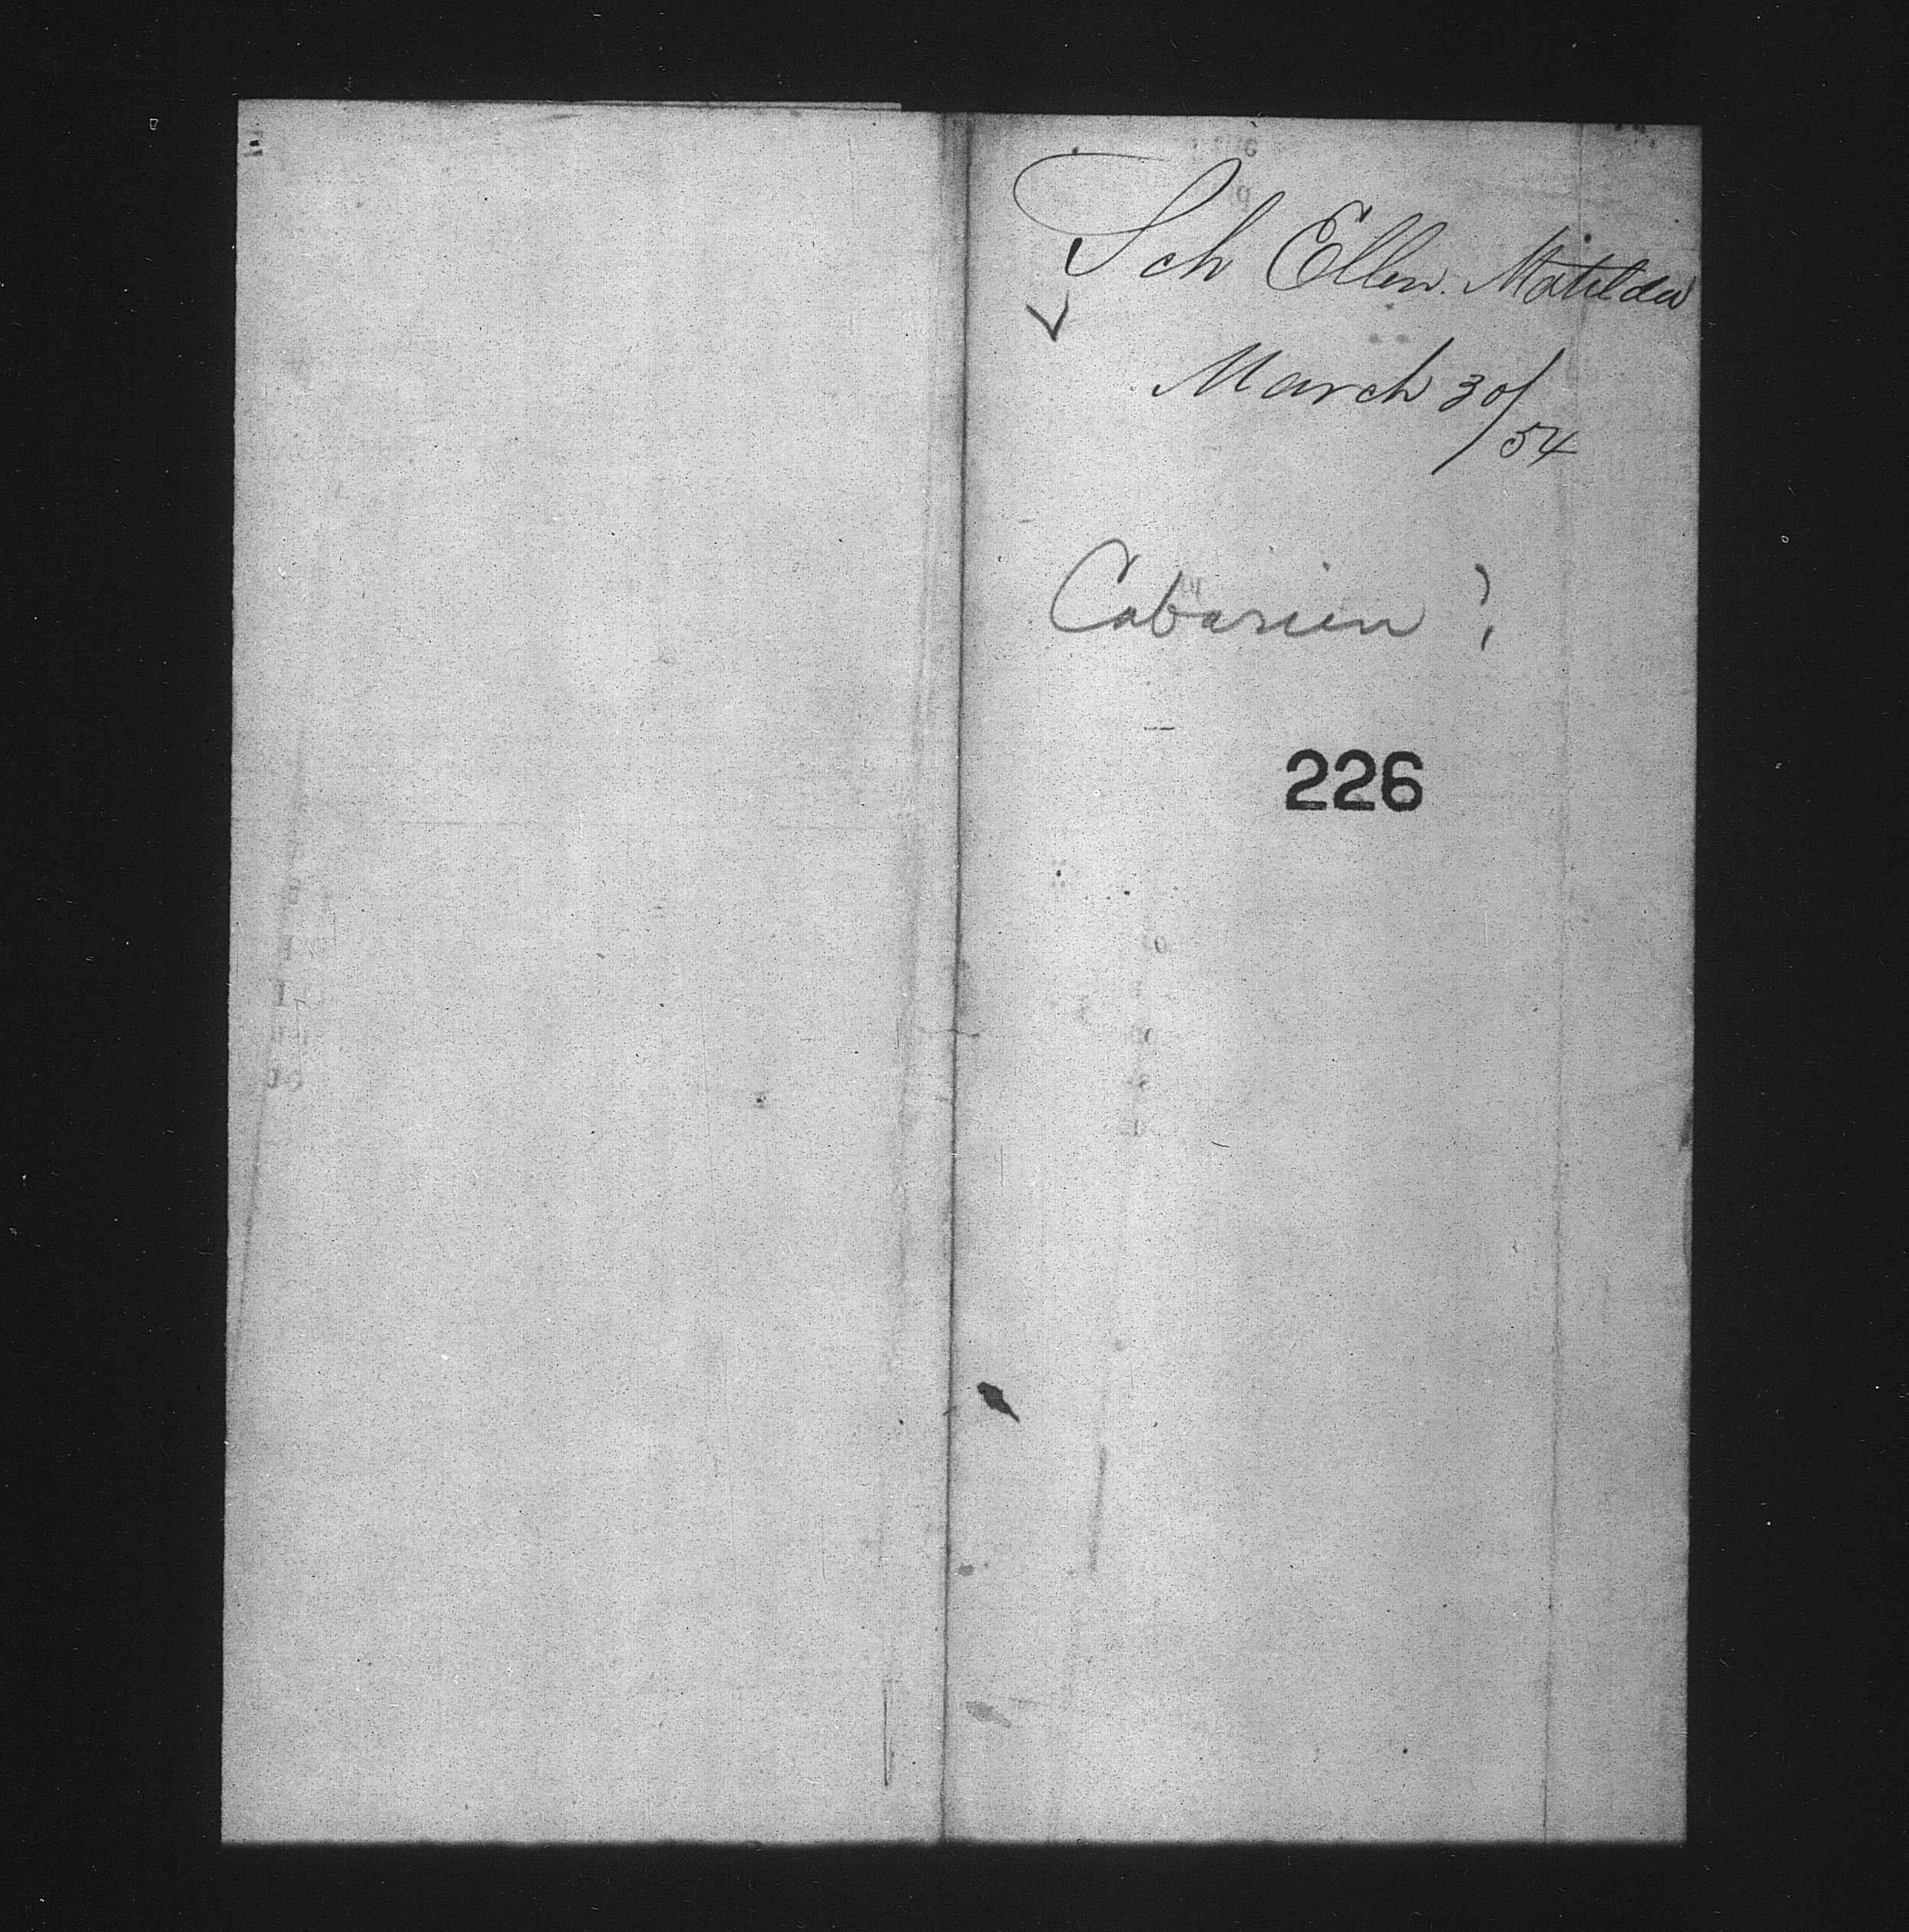 Sch Ellen Matilda
March 30/54
Cabarien ?
226